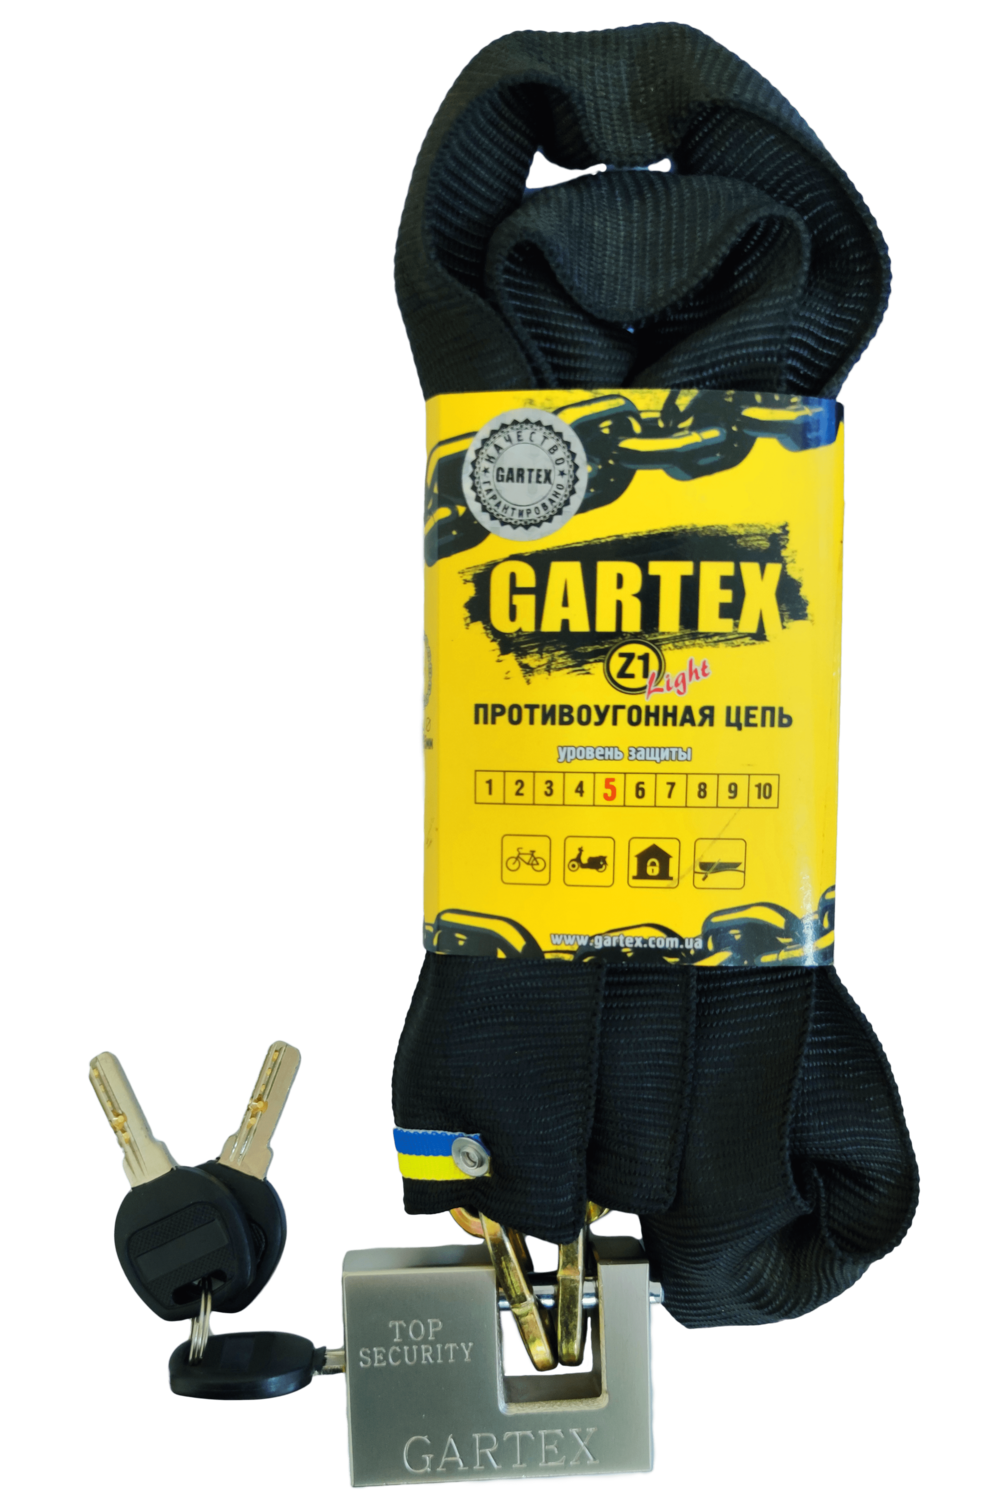 КАЧЕСТВО
GARTEX
ГАРАНТИРОВАНО
GARTEX
Z1
Light
ПРОТИВОУГОННАЯ ЦЕПЬ
уровень защиты
1 2 3 4 5 6 7 8 9 10
www.gartex.com.ua
TOP
SECURITY
GARTEX